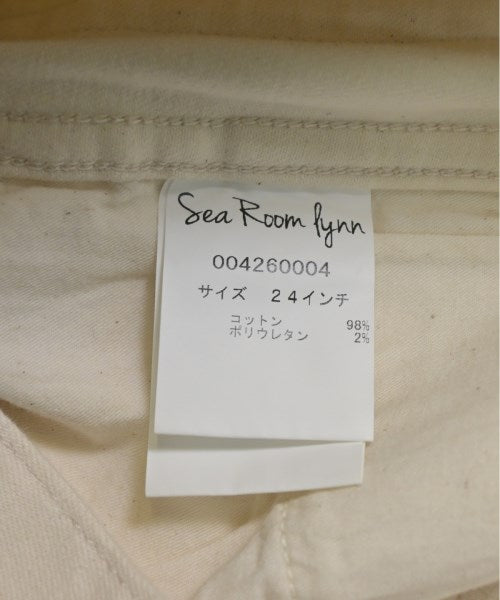 Sea Room lynn
004260004
サイズ 24インチ
コットン 98%
ポリウレタン 2%